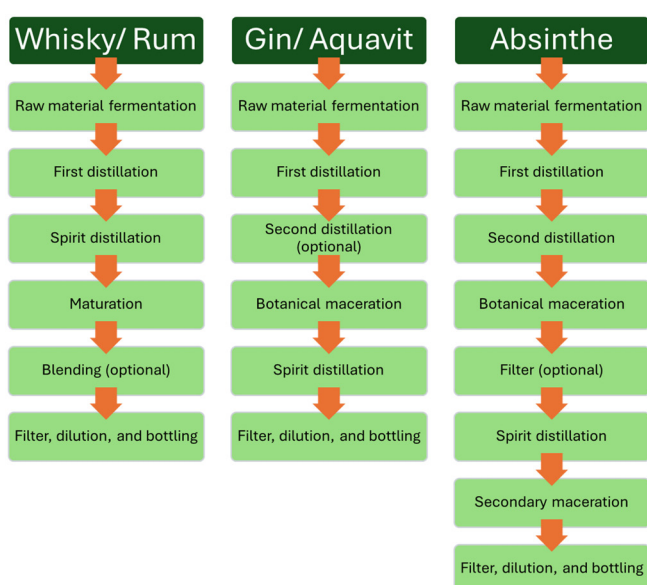 Whisky/ Rum
Raw material fermentation
First distillation
Spirit distillation
Maturation
Blending (optional)
Filter, dilution, and bottling
Gin/ Aquavit
Raw material fermentation
First distillation
Second distillation
(optional)
Botanical maceration
Spirit distillation
Filter, dilution, and bottling
Absinthe
Raw material fermentation
First distillation
Second distillation
Botanical maceration
Filter (optional)
Spirit distillation
Secondary maceration
Filter, dilution, and bottling